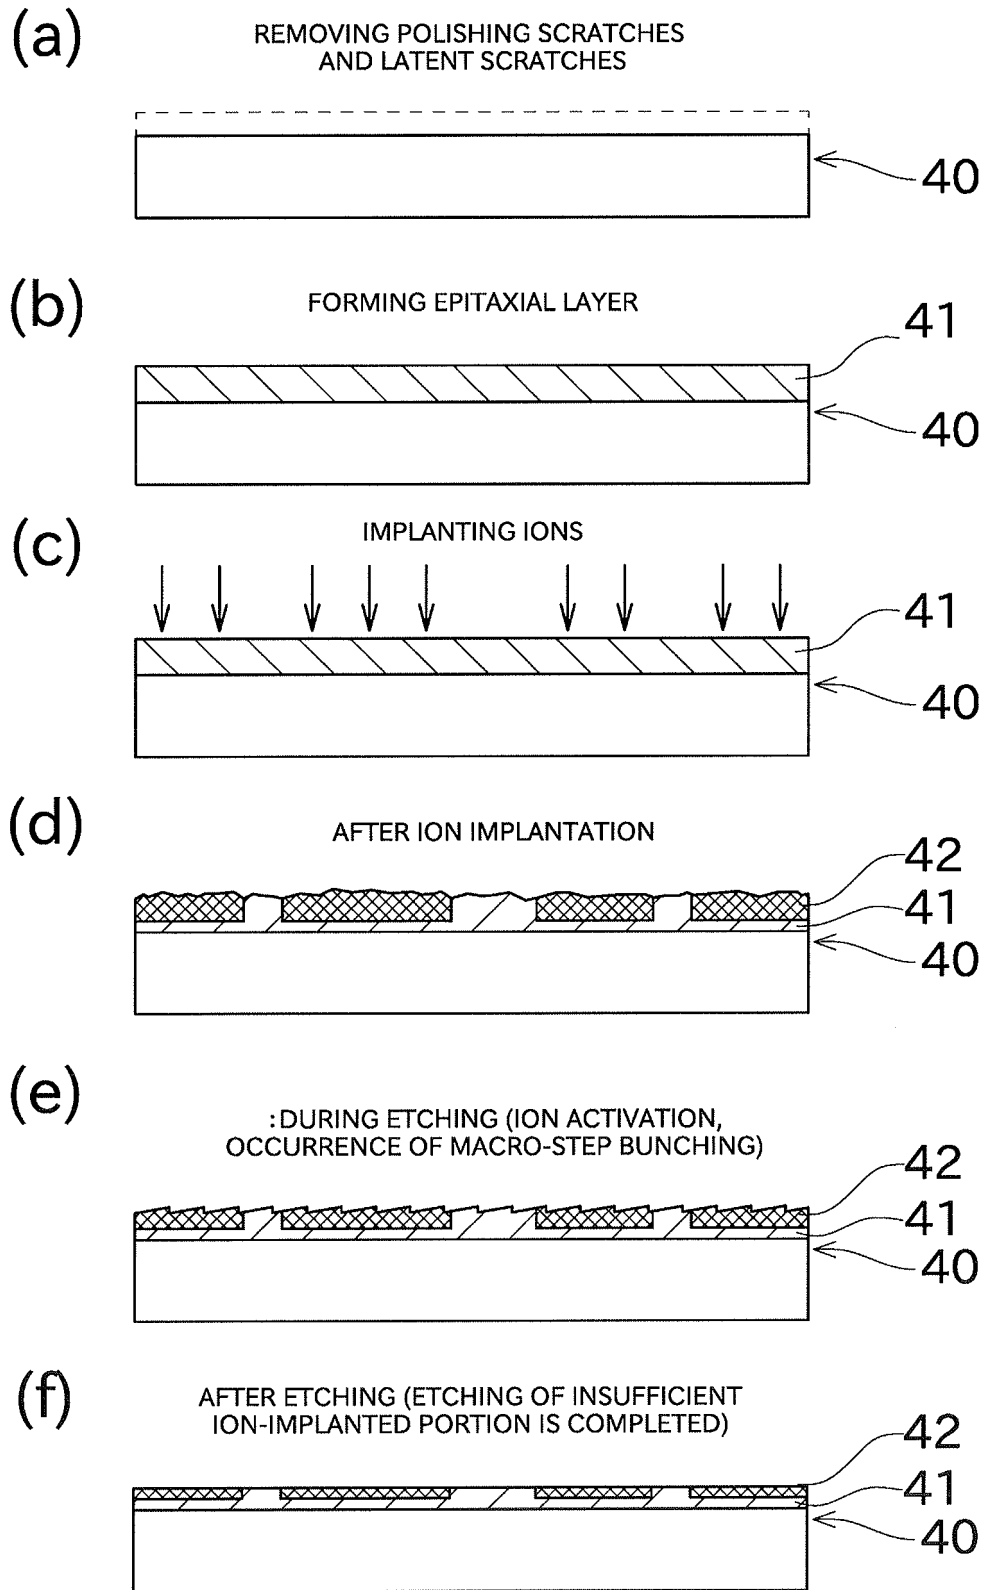 (a)
REMOVING POLISHING SCRATCHES
AND LATENT SCRATCHES
40
(b)
FORMING EPITAXIAL LAYER
41
40
(c)
IMPLANTING IONS
41
40
(d)
AFTER ION IMPLANTATION
42
41
40
(e)
:DURING ETCHING (ION ACTIVATION,
OCCURRENCE OF MACRO-STEP BUNCHING)
42
41
40
(f)
AFTER ETCHING (ETCHING OF INSUFFICIENT
ION-IMPLANTED PORTION IS COMPLETED)
42
41
40